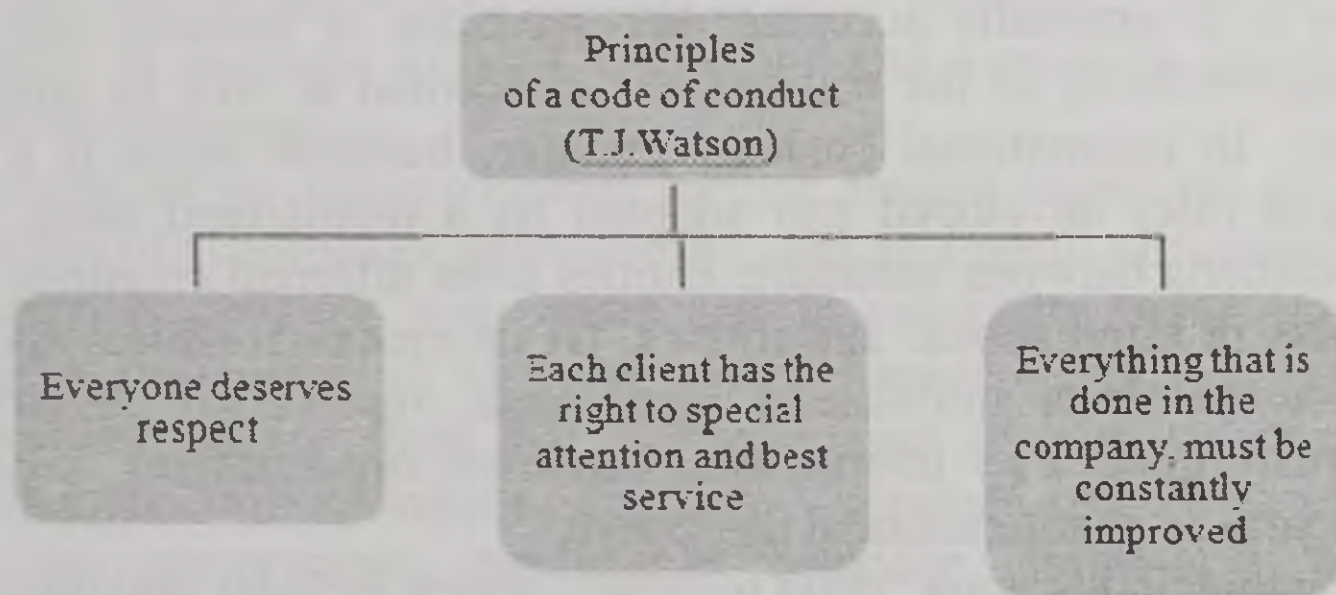 Principles
of a code of conduct
(T.J.Watson)
Everyone deserves
respect
Each client has the
right to special
attention and best
service
Everything that is
done in the
company. must be
constantly
improved